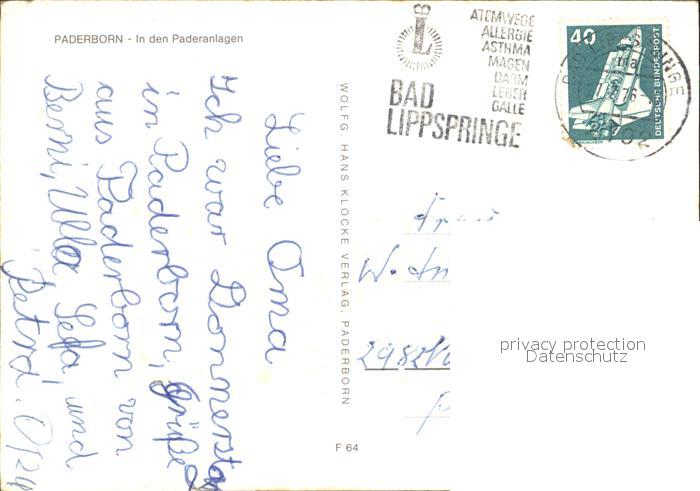 PADERBORN - In den Paderanlagen
Liebe Oma
Ich war Donnerstag
in Paderborn, Grüße
aus Paderborn von
Berni, Ulla, und
Petra!
WOLFG. HANS KLOCKE VERLAG, PADERBORN
F 64
L
ATEMWEGE
ALLERGIE
ASTHMA
MAGEN
DARM
LEBER
GALLE
BAD
LIPPSPRINGE
40
DEUTSCHE BUNDESPOST
Frau
2982
privacy protection
Datenschutz